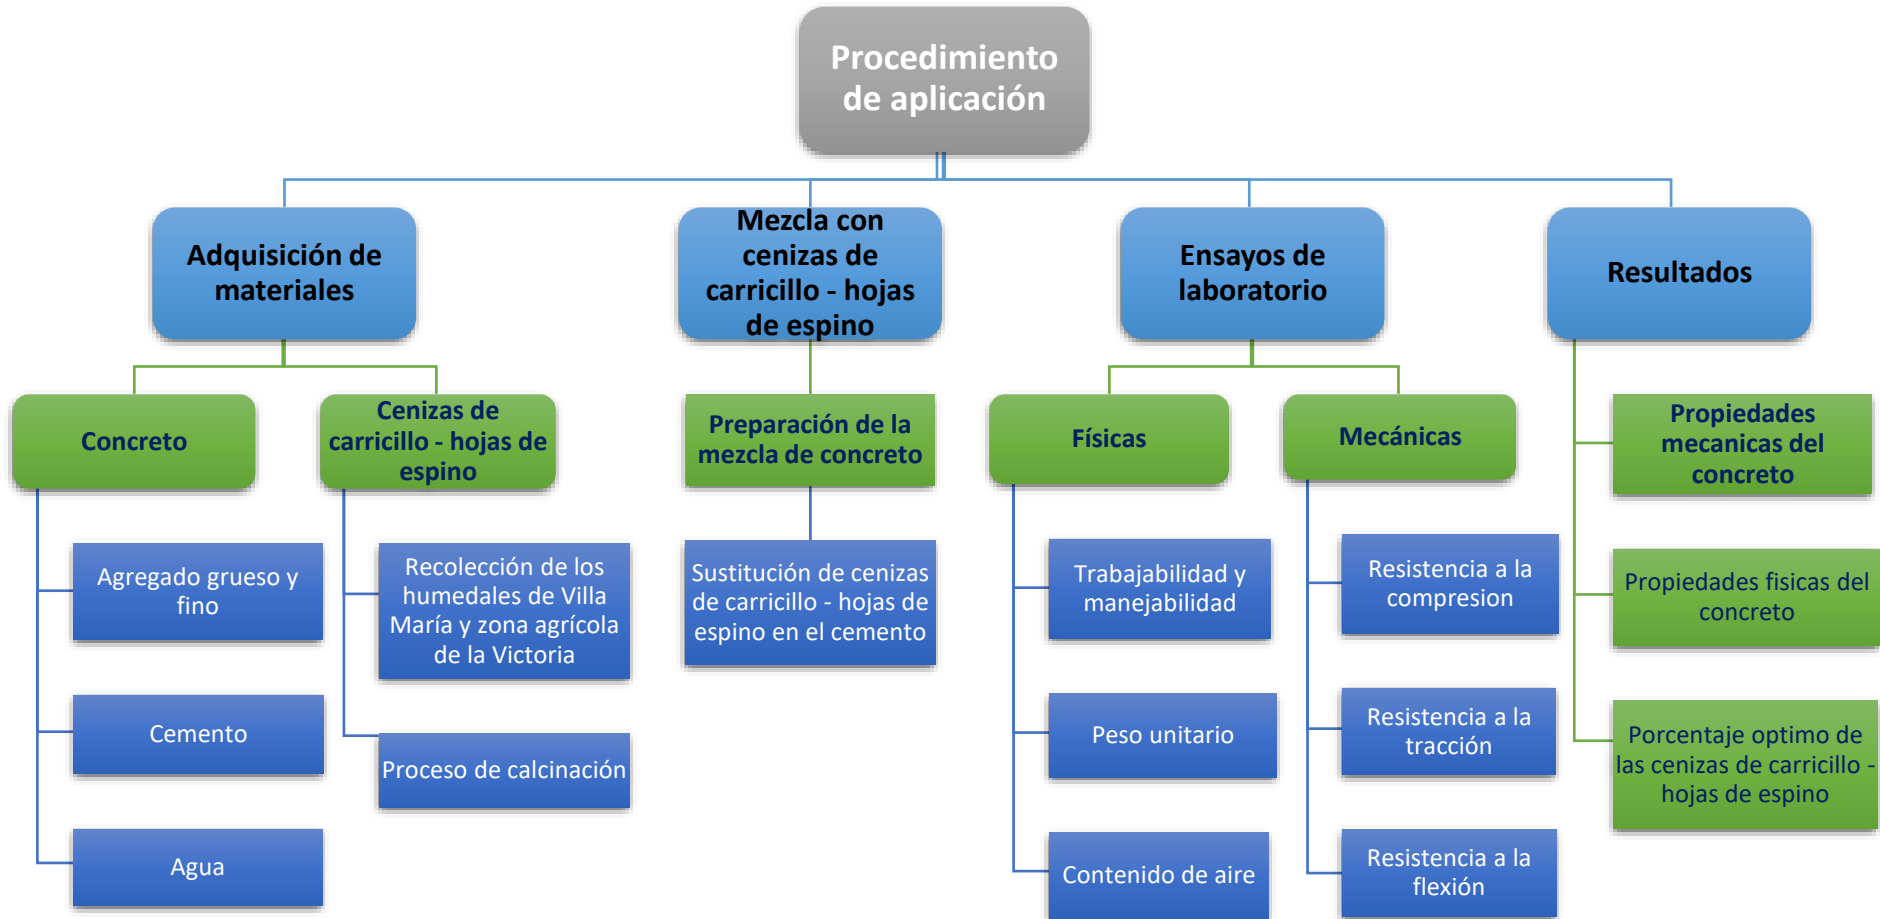 Procedimiento
de aplicación
Adquisición de
materiales
Mezcla con
cenizas de
carricillo - hojas
de espino
Ensayos de
laboratorio
Resultados
Concreto
Cenizas de
carricillo - hojas de
espino
Preparación de la
mezcla de concreto
Físicas
Mecánicas
Propiedades
mecanicas del
concreto
Agregado grueso y
fino
Recolección de los
humedales de Villa
María y zona agrícola
de la Victoria
Sustitución de cenizas
de carricillo - hojas de
espino en el cemento
Trabajabilidad y
manejabilidad
Resistencia a la
compresion
Propiedades fisicas del
concreto
Cemento
Proceso de calcinación
Peso unitario
Resistencia a la
tracción
Porcentaje optimo de
las cenizas de carricillo -
hojas de espino
Agua
Contenido de aire
Resistencia a la
flexión